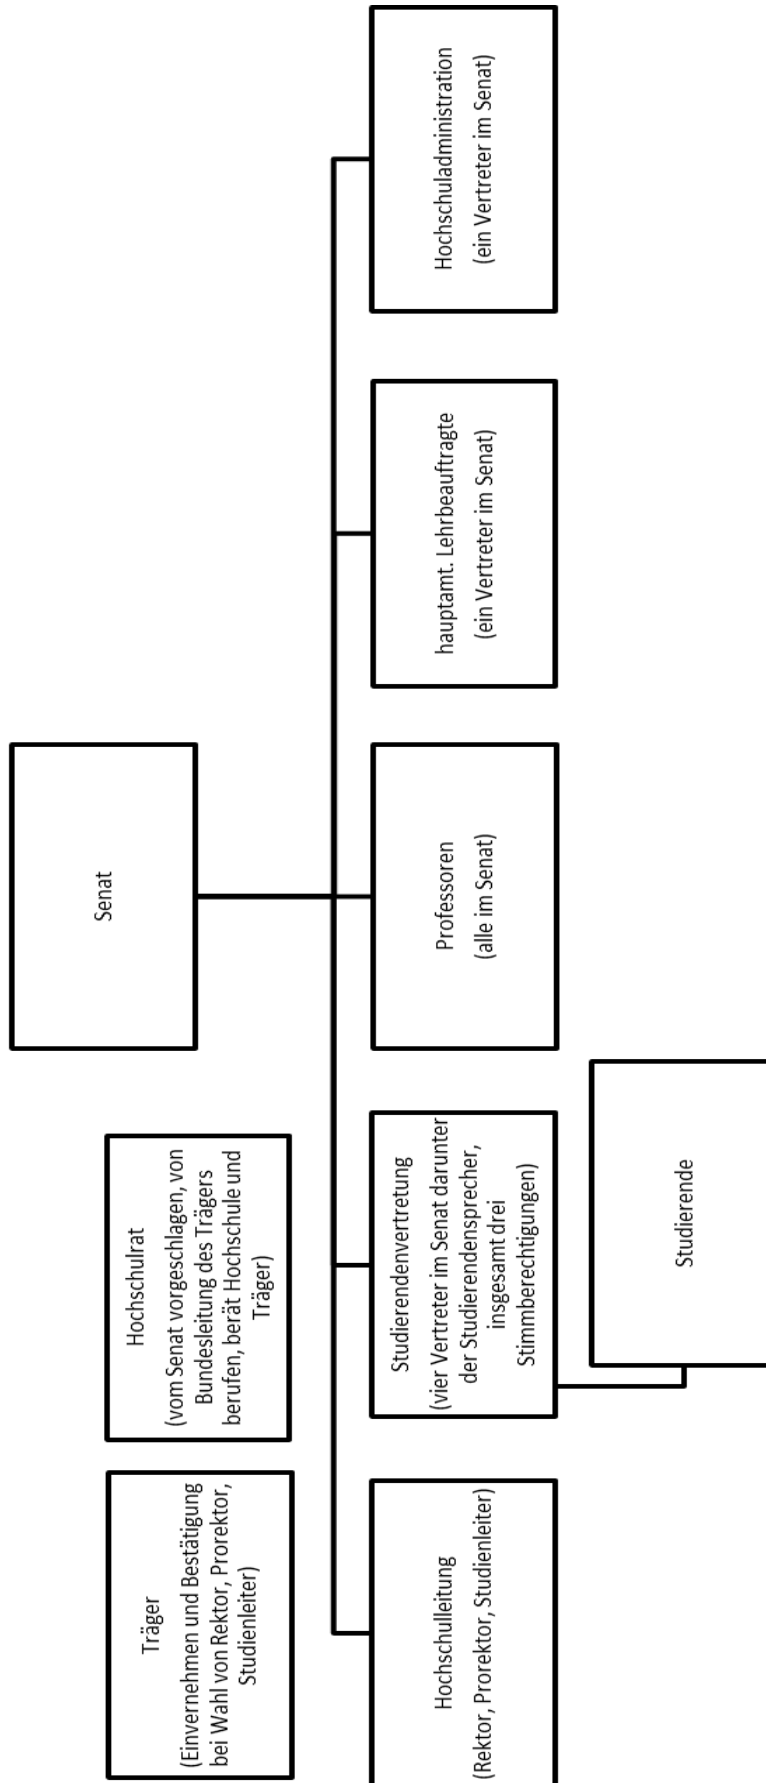 Senat
Träger
(Einvernehmen und Bestätigung
bei Wahl von Rektor, Prorektor,
Studienleiter)
Hochschulrat
(vom Senat vorgeschlagen, von
Bundesleitung des Trägers
berufen, berät Hochschule und
Träger)
Hochschulleitung
(Rektor, Prorektor, Studienleiter)
Studierendenvertretung
(vier Vertreter im Senat darunter
der Studierendensprecher,
insgesamt drei
Stimmberechtigungen)
Professoren
(alle im Senat)
hauptamt. Lehrbeauftragte
(ein Vertreter im Senat)
Hochschuladministration
(ein Vertreter im Senat)
Studierende